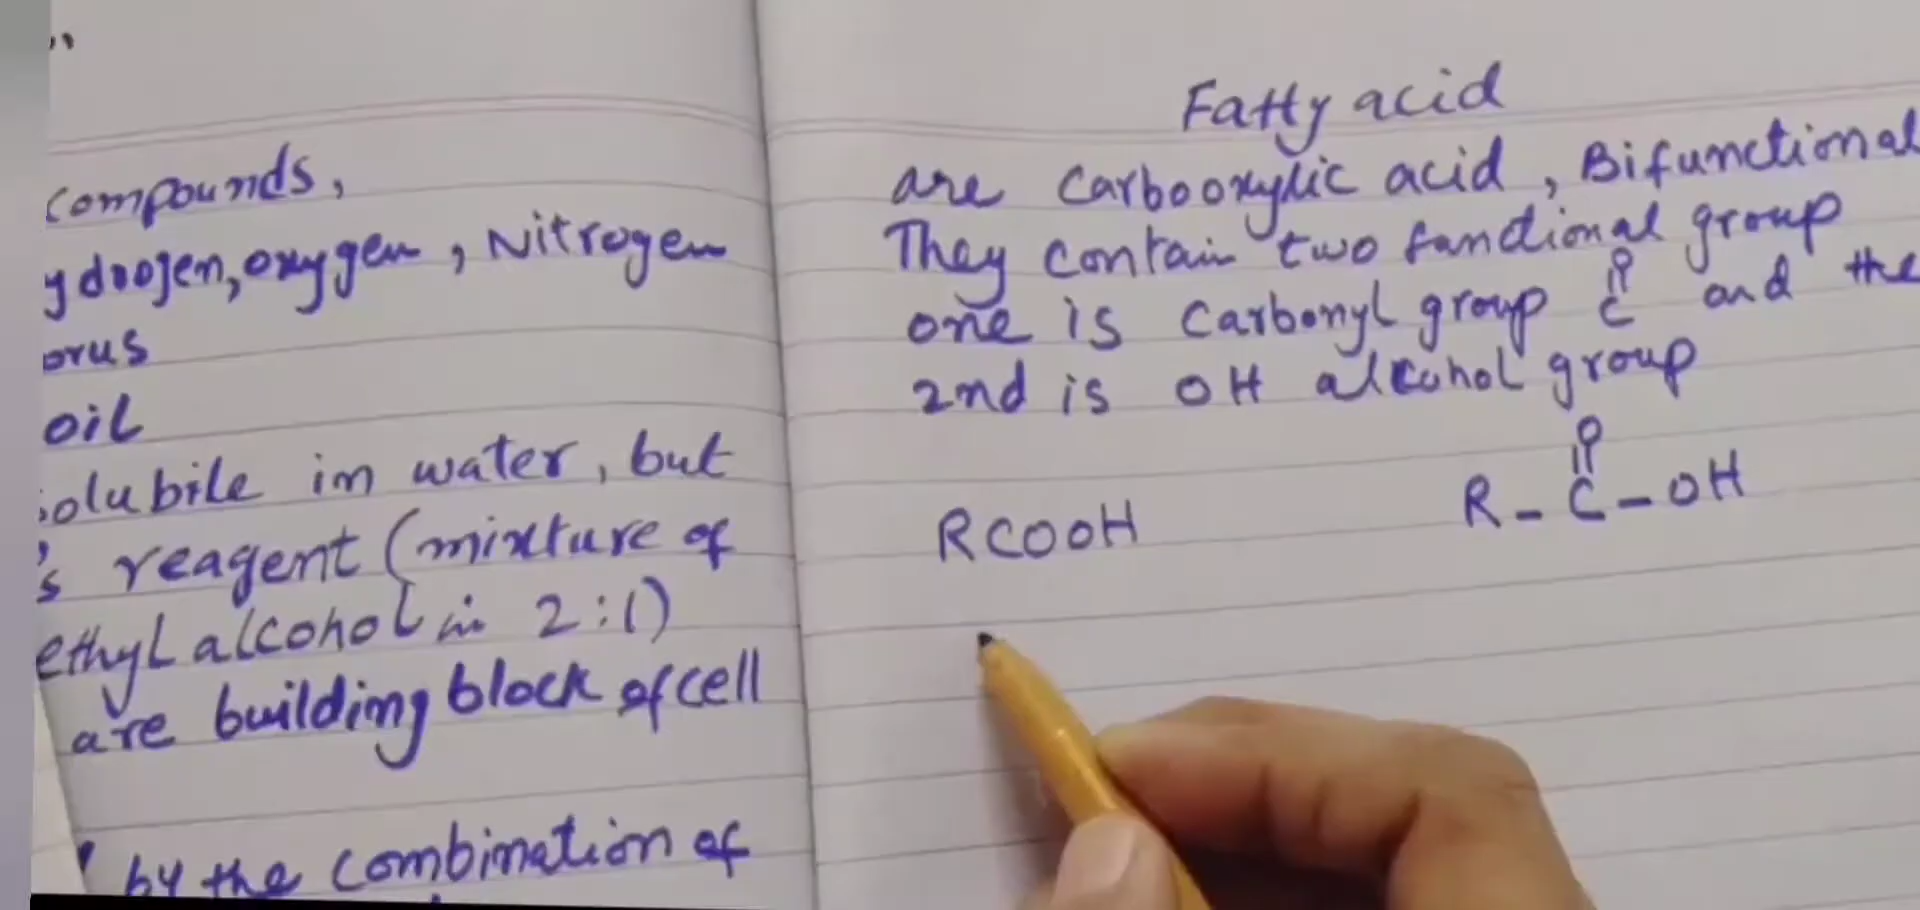 compounds,
ydrogen, oxygen, Nitrogen
orus
oil
solubile in water, but
's reagent (mixture of
ethyl alcohol in 2:1)
are building block of cell
by the combination of
Fatty acid
are Carbooxylic acid, Bifunctional
They contain two functional group
O
one is Carbonyl group C and the
2nd is OH alcohol group
O
R - C - OH
RCOOH